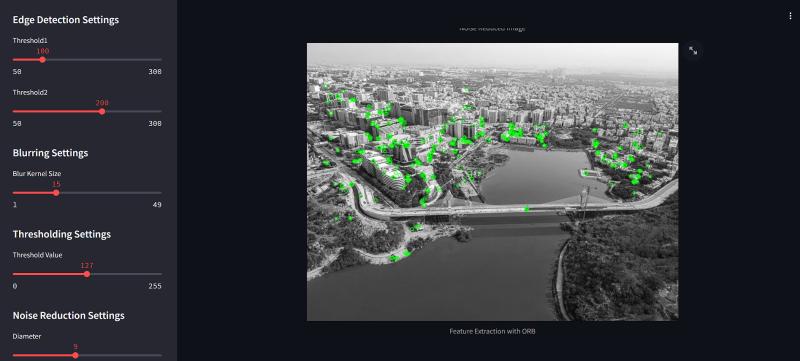 Edge Detection Settings
Threshold1
100
50 300
Threshold2
200
50 300
Blurring Settings
Blur Kernel Size
15
1 49
Thresholding Settings
Threshold Value
127
0 255
Noise Reduction Settings
Diameter
9
Noise Reduced Image
Feature Extraction with ORB